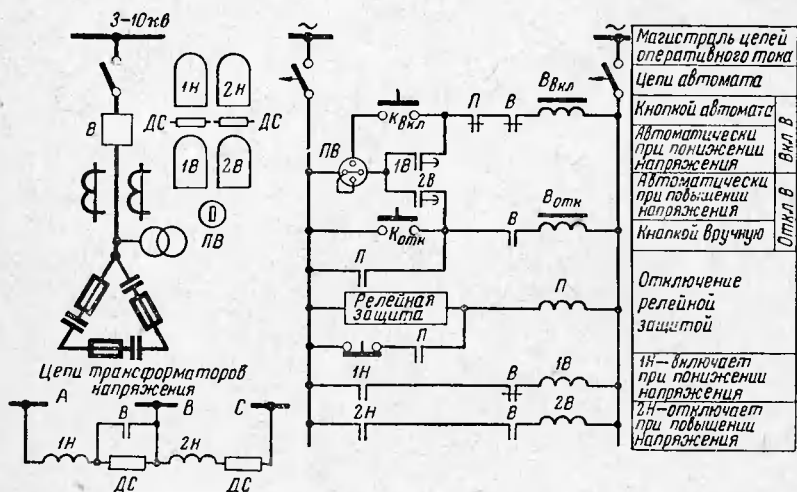 3-10кв
1Н 2Н
В ДС ДС
1В 2В
ПВ
Цепи трансформаторов
напряжения
А В С
В
1Н 2Н
ДС ДС
~ ~
П В Ввкл
Квкл
ПВ 1В
2В
Вотк
Котк В
П
Релейная
защита
П
П
1Н В 1В
2Н В 2В
Магистраль цепей
оперативного тока
Цепи автомата
Кнопкой автомата
Автоматически
при понижении
напряжения
Вкл В
Автоматически
при повышении
напряжения
Кнопкой вручную
Откл В
Отключение
релейной
защитой
1Н-включает
при понижении
напряжения
2Н-отключает
при повышении
напряжения